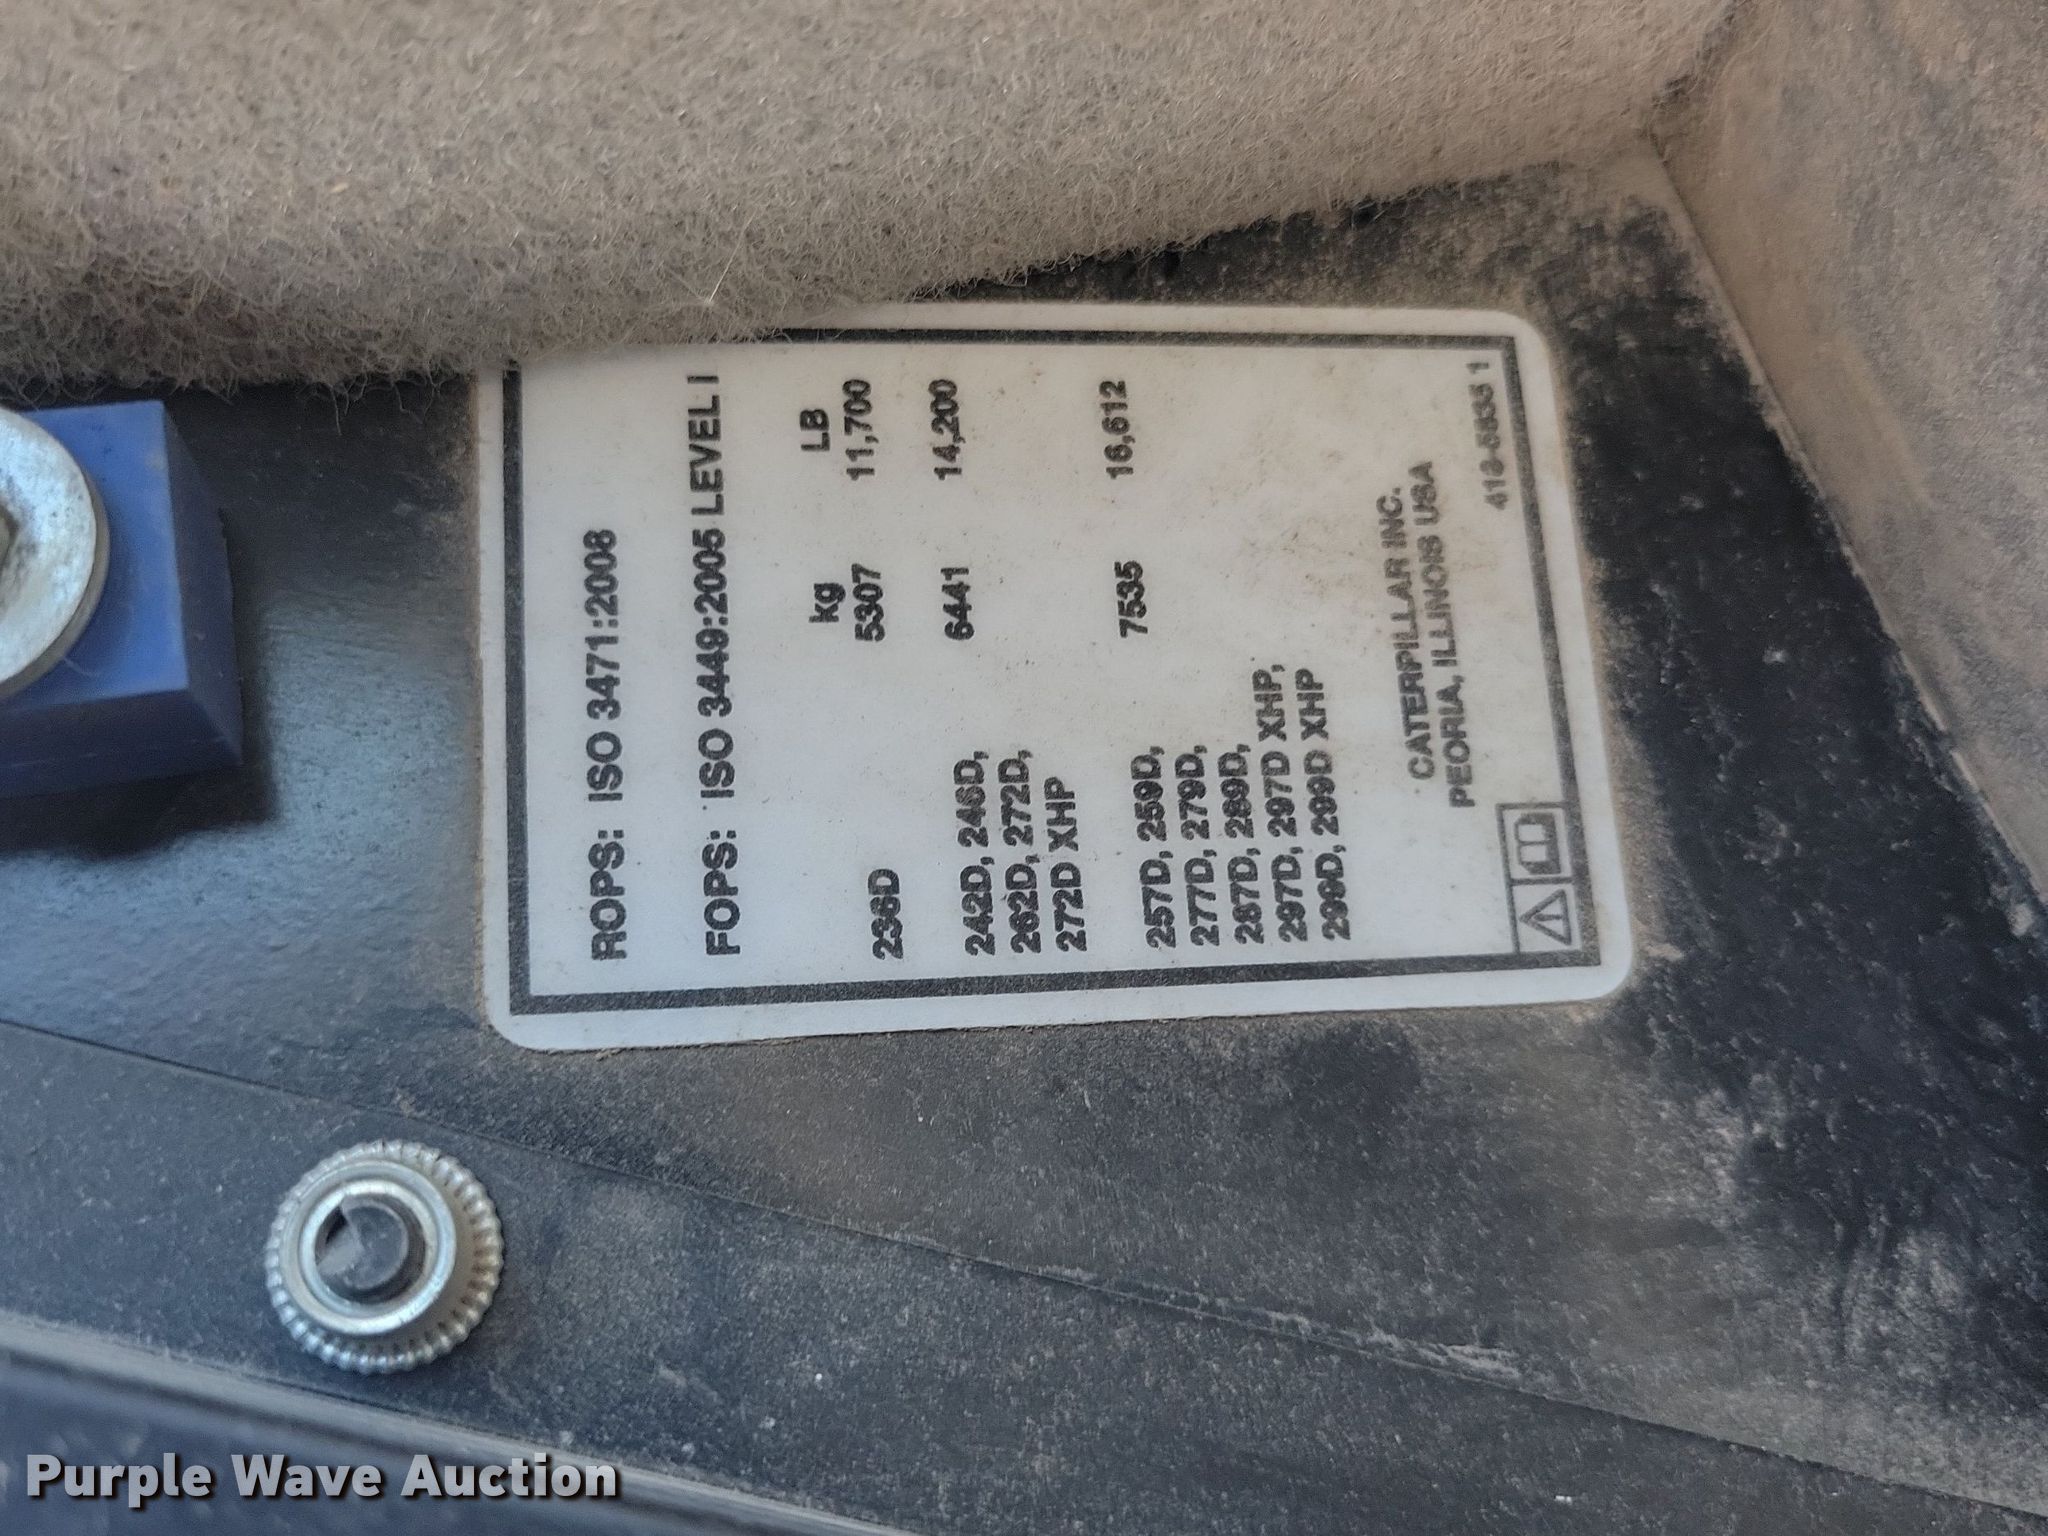 ROPS: ISO 3471:2008
FOPS: ISO 3449:2005 LEVEL I
kg LB
236D 5307 11,700
242D, 246D, 6441 14,200
262D, 272D,
272D XHP
257D, 259D, 7535 16,612
277D, 279D,
287D, 289D,
297D, 297D XHP,
299D, 299D XHP
CATERPILLAR INC.
PEORIA, ILLINOIS USA
Purple Wave Auction